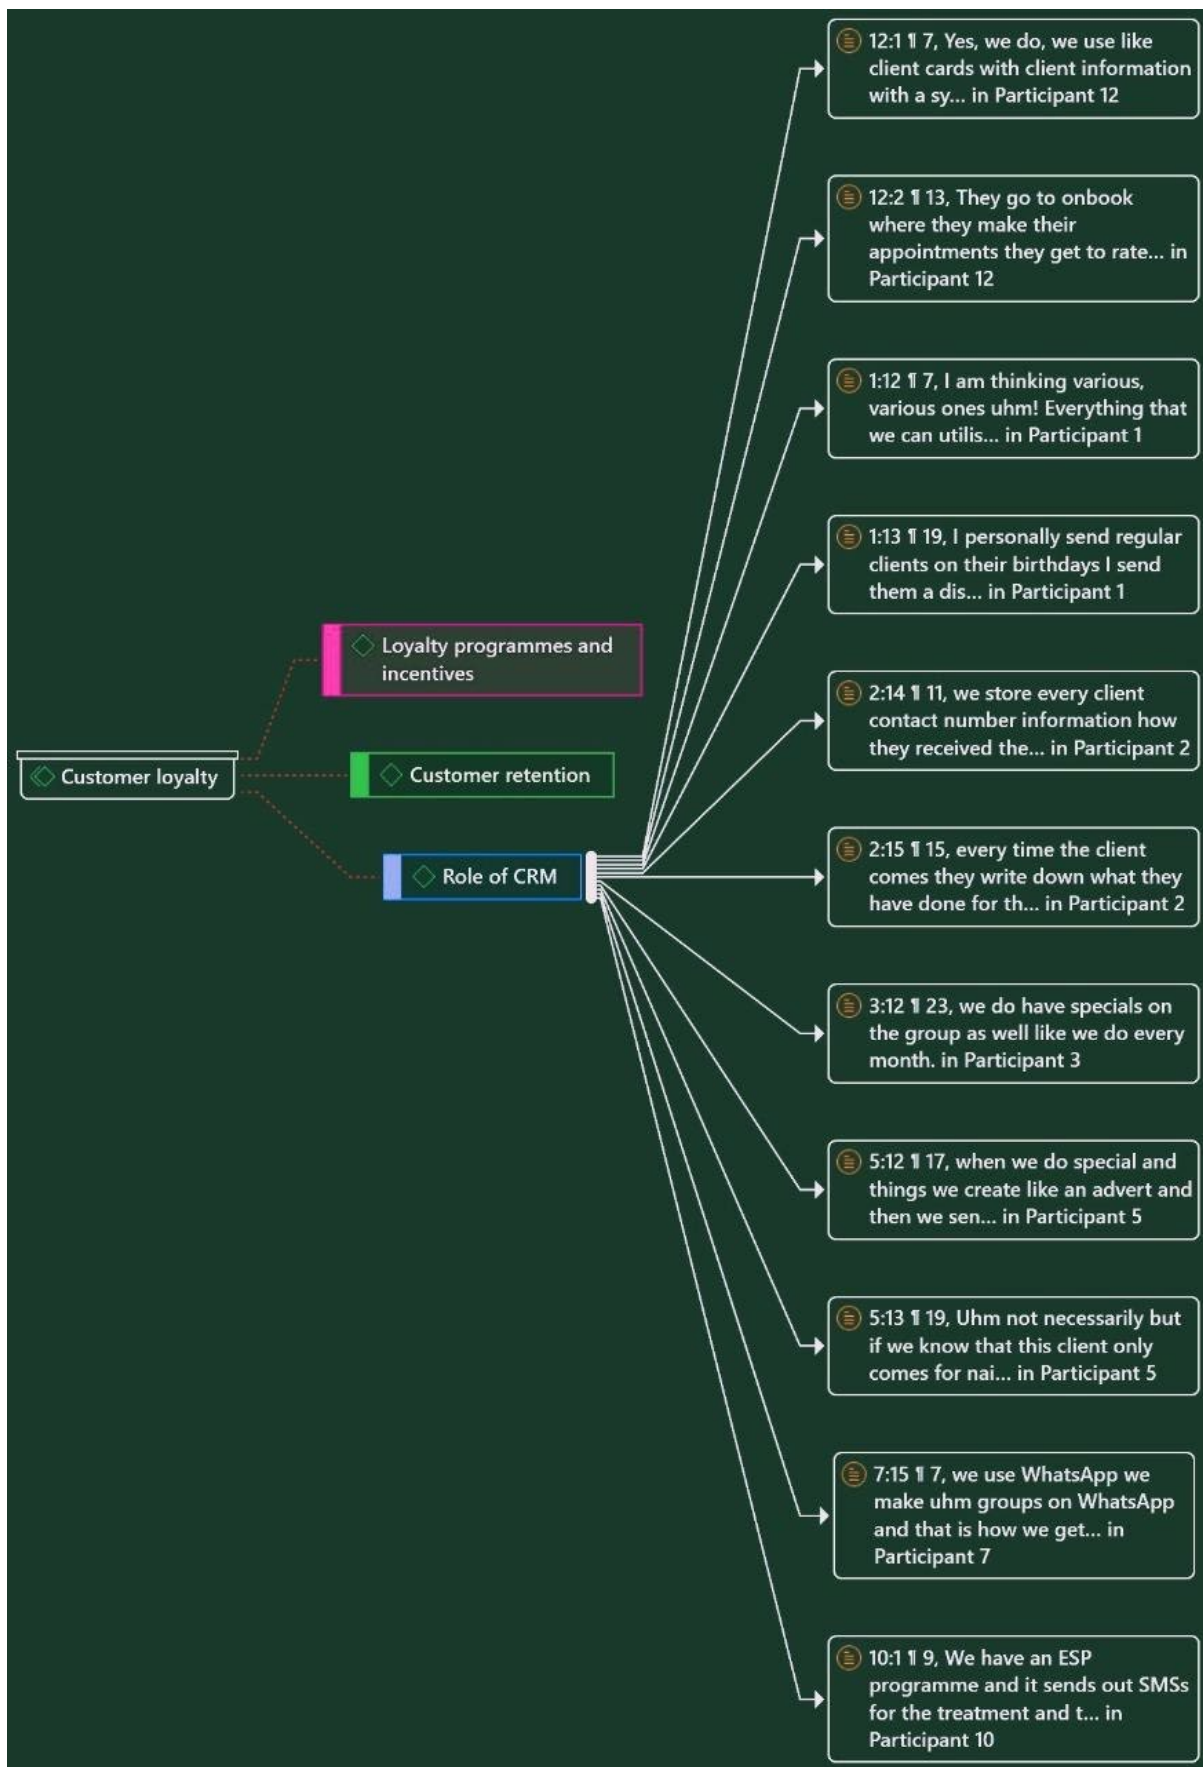 12:1 ¶ 7, Yes, we do, we use like
client cards with client information
with a sy... in Participant 12
12:2 ¶ 13, They go to onbook
where they make their
appointments they get to rate... in
Participant 12
1:12 ¶ 7, I am thinking various,
various ones uhm! Everything that
we can utilis... in Participant 1
1:13 ¶ 19, I personally send regular
clients on their birthdays I send
them a dis... in Participant 1
Loyalty programmes and
incentives
2:14 ¶ 11, we store every client
contact number information how
they received the... in Participant 2
Customer loyalty
Customer retention
Role of CRM
2:15 ¶ 15, every time the client
comes they write down what they
have done for th... in Participant 2
3:12 ¶ 23, we do have specials on
the group as well like we do every
month. in Participant 3
5:12 ¶ 17, when we do special and
things we create like an advert and
then we sen... in Participant 5
5:13 ¶ 19, Uhm not necessarily but
if we know that this client only
comes for nai... in Participant 5
7:15 ¶ 7, we use WhatsApp we
make uhm groups on WhatsApp
and that is how we get... in
Participant 7
10:1 ¶ 9, We have an ESP
programme and it sends out SMSs
for the treatment and t... in
Participant 10